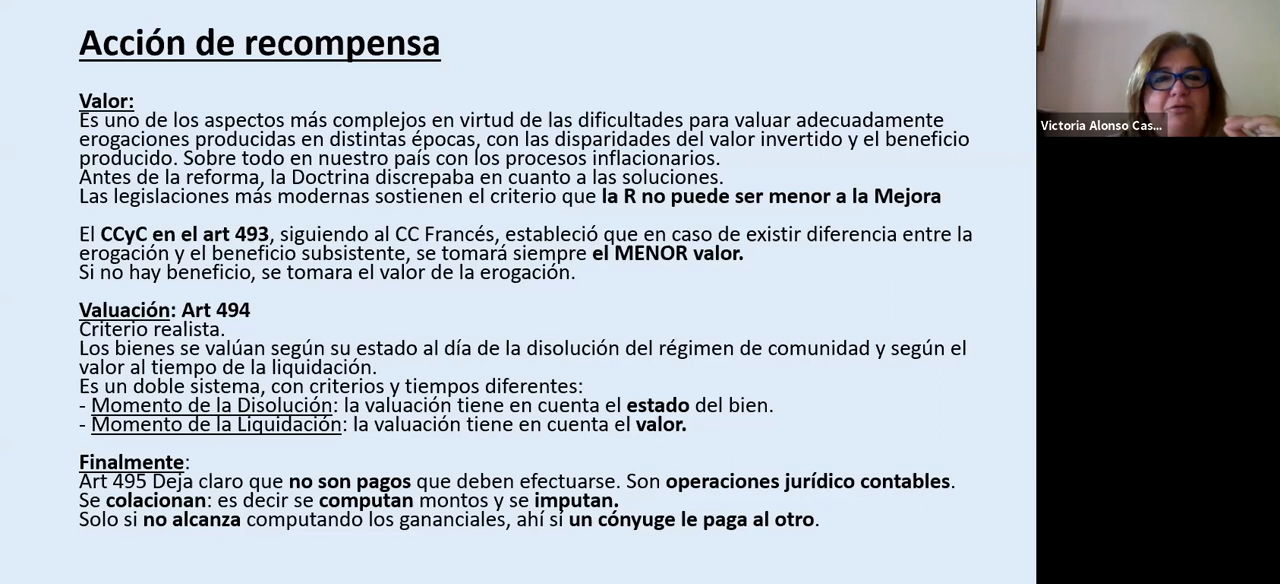 Acción de recompensa
Valor:
Es uno de los aspectos más complejos en virtud de las dificultades para valuar adecuadamente
erogaciones producidas en distintas épocas, con las disparidades del valor invertido y el beneficio
producido. Sobre todo en nuestro país con los procesos inflacionarios.
Antes de la reforma, la Doctrina discrepaba en cuanto a las soluciones.
Las legislaciones más modernas sostienen el criterio que la R no puede ser menor a la Mejora
El CCyC en el art 493, siguiendo al CC Francés, estableció que en caso de existir diferencia entre la
erogación y el beneficio subsistente, se tomará siempre el MENOR valor.
Si no hay beneficio, se tomara el valor de la erogación.
Valuación: Art 494
Criterio realista.
Los bienes se valúan según su estado al día de la disolución del régimen de comunidad y según el
valor al tiempo de la liquidación.
Es un doble sistema, con criterios y tiempos diferentes:
- Momento de la Disolución: la valuación tiene en cuenta el estado del bien.
- Momento de la Liquidación: la valuación tiene en cuenta el valor.
Finalmente:
Art 495 Deja claro que no son pagos que deben efectuarse. Son operaciones jurídico contables.
Se colacionan: es decir se computan montos y se imputan.
Solo si no alcanza computando los gananciales, ahí sí un cónyuge le paga al otro.
Victoria Alonso Cas...